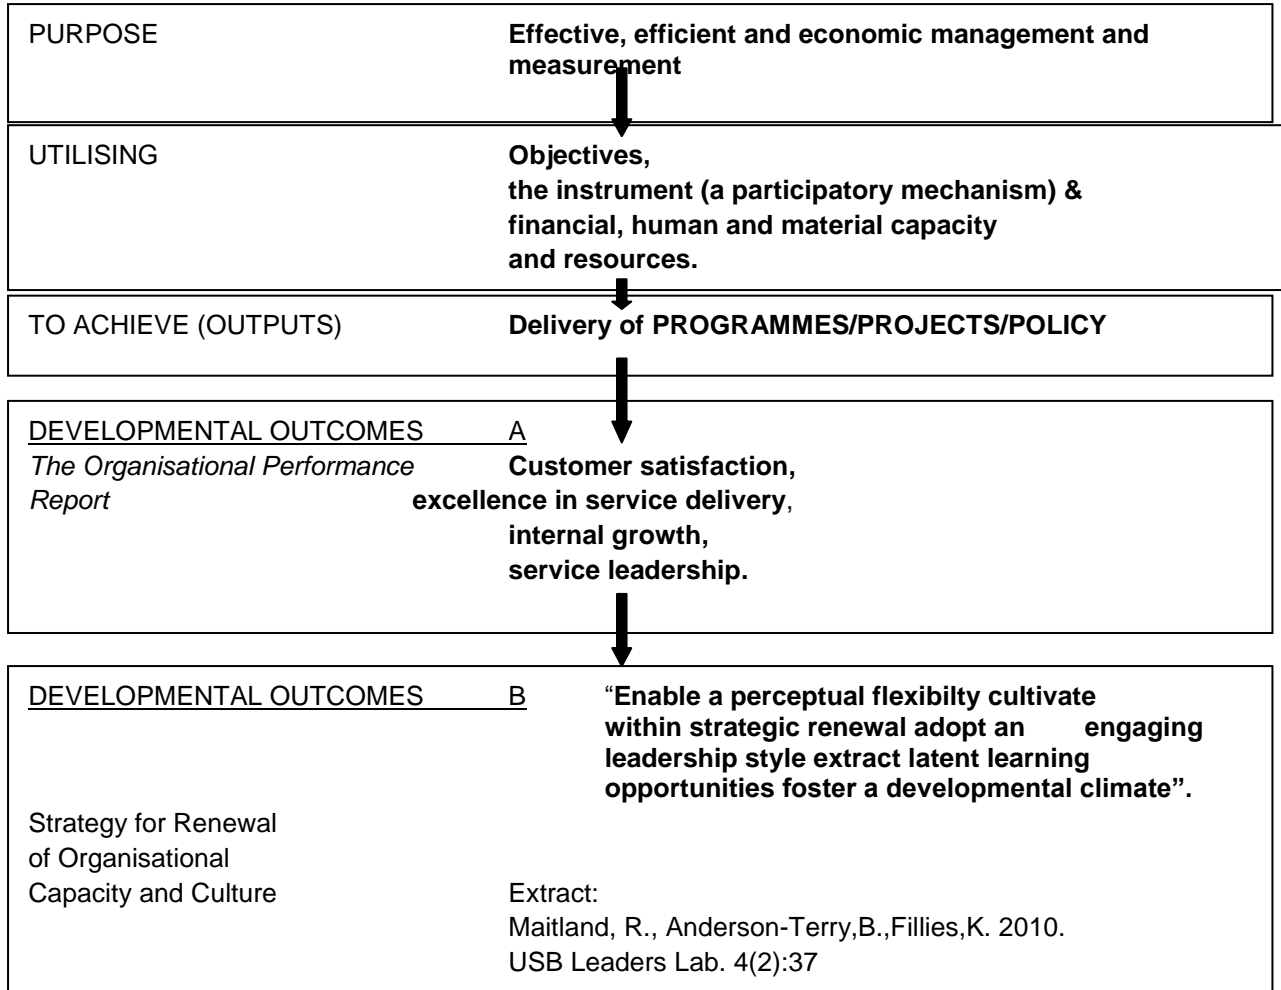 PURPOSE Effective, efficient and economic management and
measurement
UTILISING Objectives,
the instrument (a participatory mechanism) &
financial, human and material capacity
and resources.
TO ACHIEVE (OUTPUTS) Delivery of PROGRAMMES/PROJECTS/POLICY
DEVELOPMENTAL OUTCOMES A
The Organisational Performance Customer satisfaction,
Report excellence in service delivery,
internal growth,
service leadership.
DEVELOPMENTAL OUTCOMES B “Enable a perceptual flexibilty cultivate
within strategic renewal adopt an engaging
leadership style extract latent learning
opportunities foster a developmental climate”.
Strategy for Renewal
of Organisational
Capacity and Culture Extract:
Maitland, R., Anderson-Terry,B.,Fillies,K. 2010.
USB Leaders Lab. 4(2):37